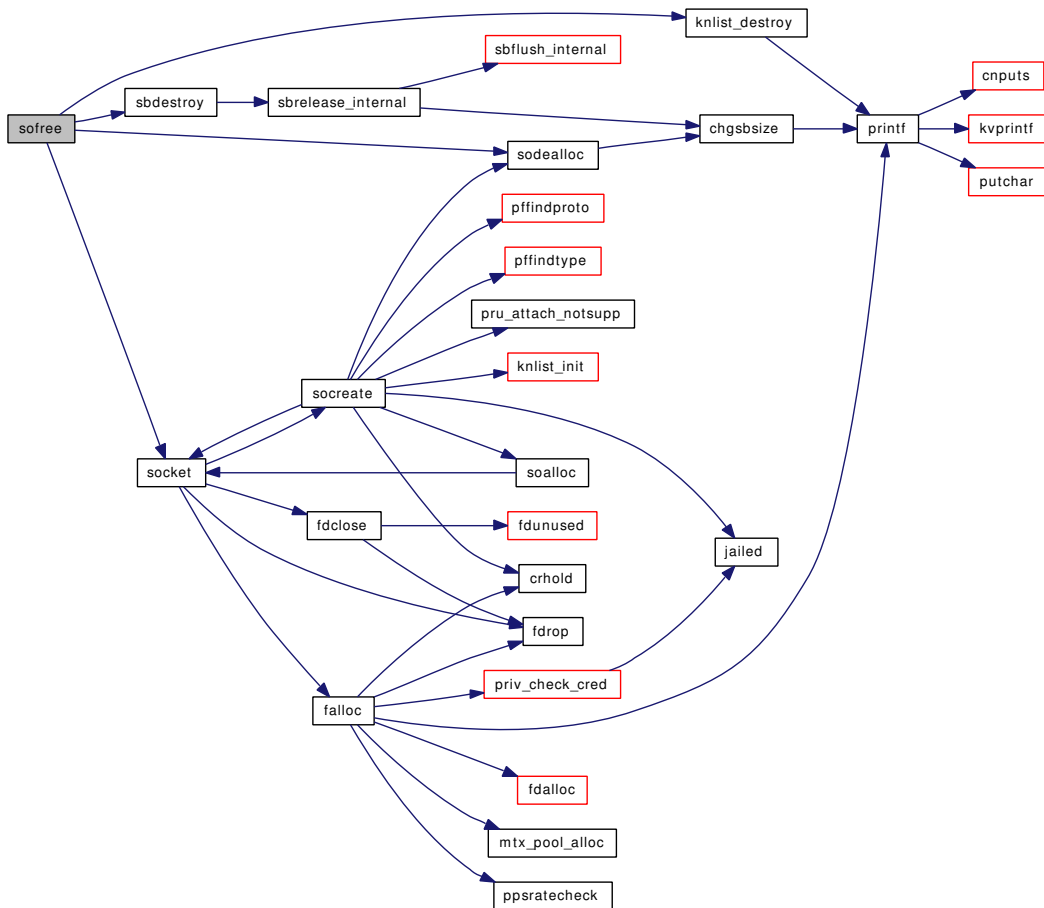 knlist_destroy
sbflush_internal
cnputs
sbdestroy
sbrelease_internal
sofree
chgsbsize
printf
kvprintf
sodealloc
putchar
pffindproto
pffindtype
pru_attach_notsupp
knlist_init
socreate
socket
soalloc
fdclose
fdunused
jailed
crhold
fdrop
priv_check_cred
falloc
fdalloc
mtx_pool_alloc
ppsratecheck